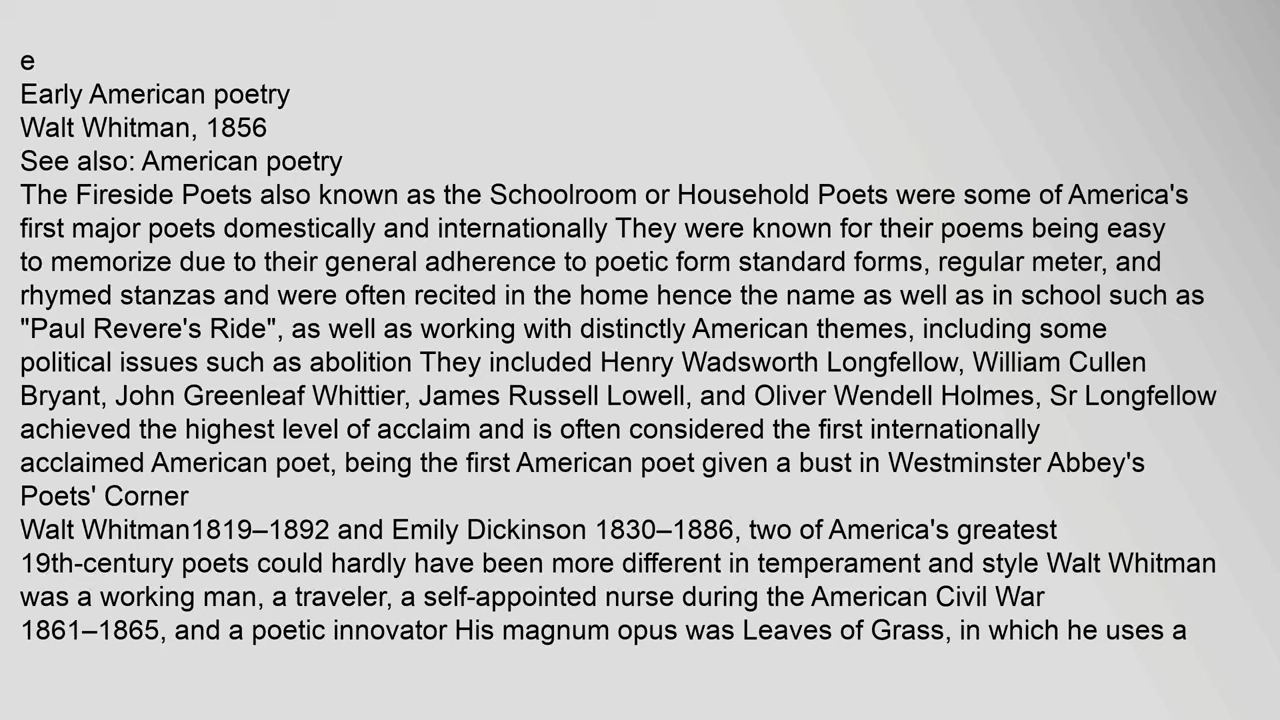 e
Early American poetry
Walt Whitman, 1856
See also: American poetry
The Fireside Poets also known as the Schoolroom or Household Poets were some of America's
first major poets domestically and internationally They were known for their poems being easy
to memorize due to their general adherence to poetic form standard forms, regular meter, and
rhymed stanzas and were often recited in the home hence the name as well as in school such as
"Paul Revere's Ride", as well as working with distinctly American themes, including some
political issues such as abolition They included Henry Wadsworth Longfellow, William Cullen
Bryant, John Greenleaf Whittier, James Russell Lowell, and Oliver Wendell Holmes, Sr Longfellow
achieved the highest level of acclaim and is often considered the first internationally
acclaimed American poet, being the first American poet given a bust in Westminster Abbey's
Poets' Corner
Walt Whitman1819–1892 and Emily Dickinson 1830–1886, two of America's greatest
19th-century poets could hardly have been more different in temperament and style Walt Whitman
was a working man, a traveler, a self-appointed nurse during the American Civil War
1861–1865, and a poetic innovator His magnum opus was Leaves of Grass, in which he uses a